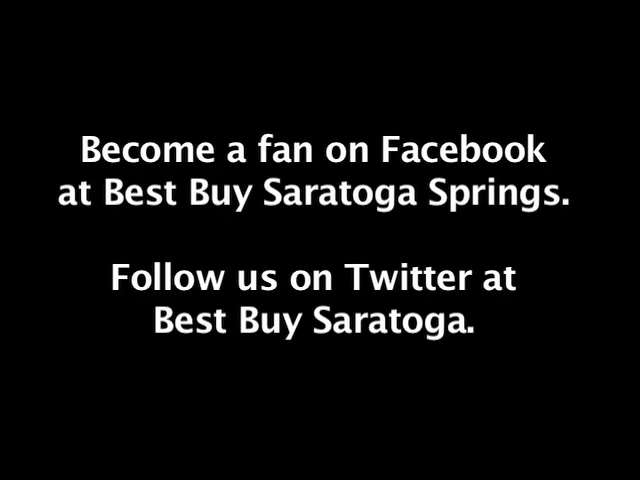 Become a fan on Facebook
at Best Buy Saratoga Springs.
Follow us on Twitter at
Best Buy Saratoga.